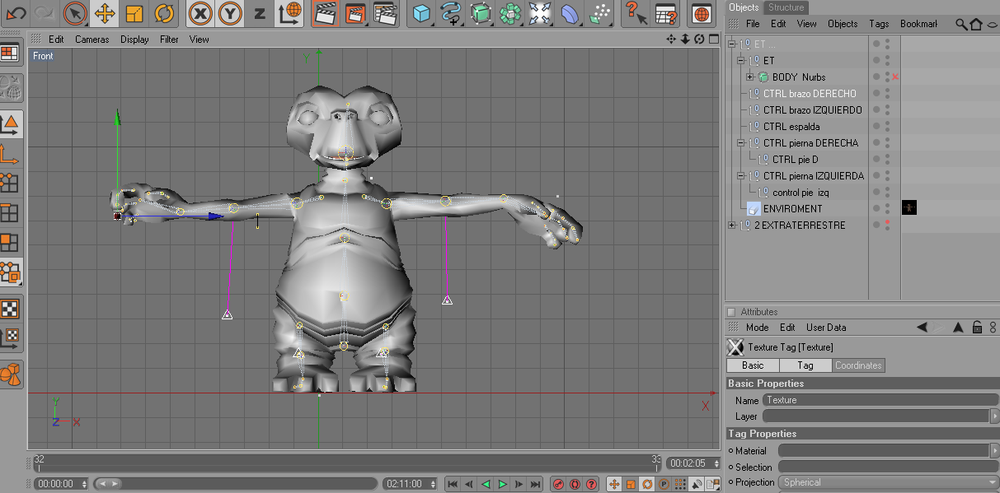 Objects Structure
X Y Z
File Edit View Objects Tags Bookmark
Edit Cameras Display Filter View
Front
Y
ET ...
ET
BODY Nurbs
CTRL brazo DERECHO
CTRL brazo IZQUIERDO
CTRL espalda
CTRL pierna DERECHA
CTRL pie D
CTRL pierna IZQUIERDA
control pie izq
ENVIROMENT
2 EXTRATERRESTRE
Attributes
Mode Edit User Data
Texture Tag [Texture]
Basic Tag Coordinates
Basic Properties
Name Texture
Layer
Tag Properties
Material
Selection
Projection Spherical
X
Y
Z X
32 33 00:02:05
00:00:00 02:11:00
P